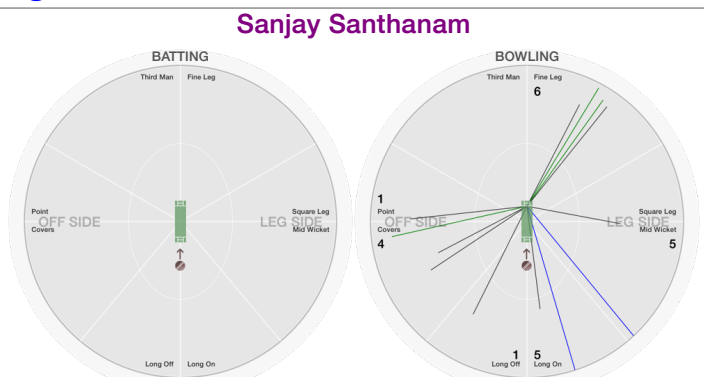 Sanjay Santhanam
BATTING
Third Man Fine Leg
Point
OFF SIDE
Covers
Square Leg
LEG SIDE
Mid Wicket
Long Off Long On
BOWLING
Third Man Fine Leg
6
1
Point
OFF SIDE
Covers
4
Square Leg
LEG SIDE
Mid Wicket
5
1 5
Long Off Long On